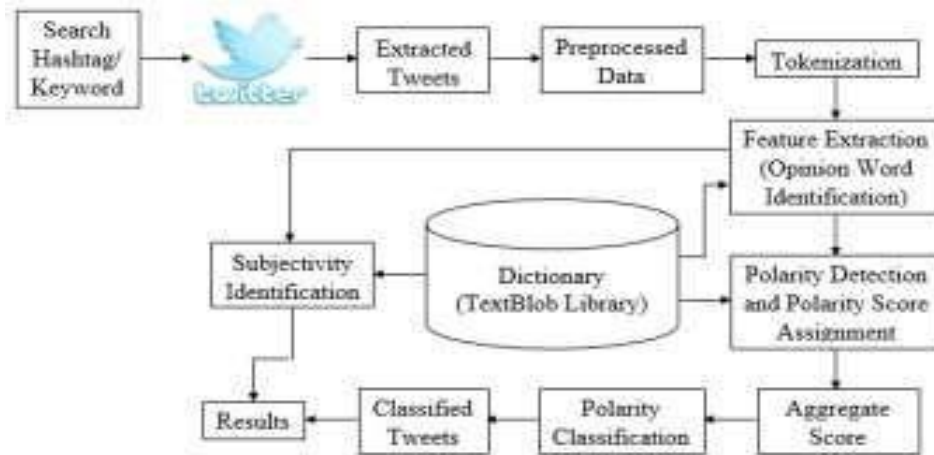 Search
Hashtag/
Keyword
twitter
Extracted
Tweets
Preprocessed
Data
Tokenization
Feature Extraction
(Opinion Word
Identification)
Subjectivity
Identification
Dictionary
(TextBlob Library)
Polarity Detection
and Polarity Score
Assignment
Results
Classified
Tweets
Polarity
Classification
Aggregate
Score